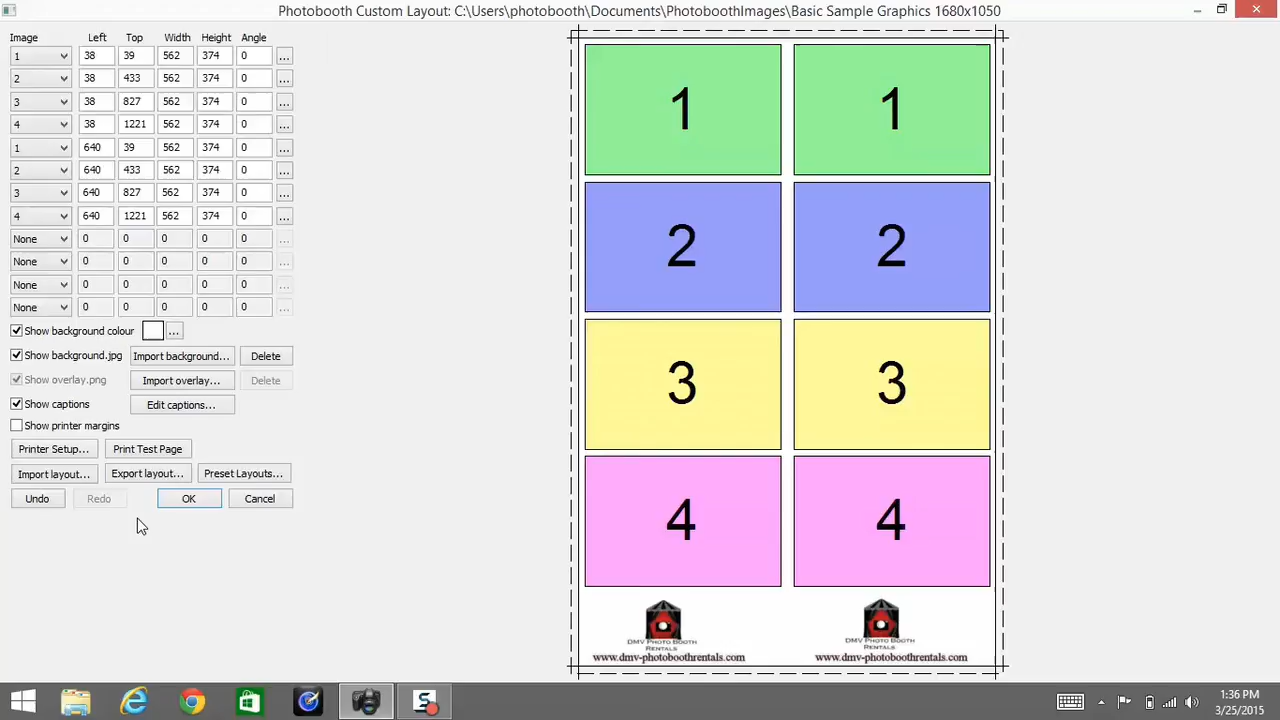 Photobooth Custom Layout: C:\Users\photobooth\Documents\PhotoboothImages\Basic Sample Graphics 1680x1050
Image Left Top Width Height Angle
1 38 39 562 374 0 ...
2 38 433 562 374 0 ...
3 38 827 562 374 0 ...
4 38 1221 562 374 0 ...
1 640 39 562 374 0 ...
2 640 433 562 374 0 ...
3 640 827 562 374 0 ...
4 640 1221 562 374 0 ...
None 0 0 0 0 0 ...
None 0 0 0 0 0 ...
None 0 0 0 0 0 ...
None 0 0 0 0 0 ...
Show background colour ...
Show background.jpg Import background... Delete
Show overlay.png Import overlay... Delete
Show captions Edit captions...
Show printer margins
Printer Setup... Print Test Page
Import layout... Export layout... Preset Layouts...
Undo Redo OK Cancel
1 1
2 2
3 3
4 4
DMV PHOTO BOOTH DMV PHOTO BOOTH
RENTALS RENTALS
www.dmv-photoboothrentals.com www.dmv-photoboothrentals.com
S
1:36 PM
3/25/2015